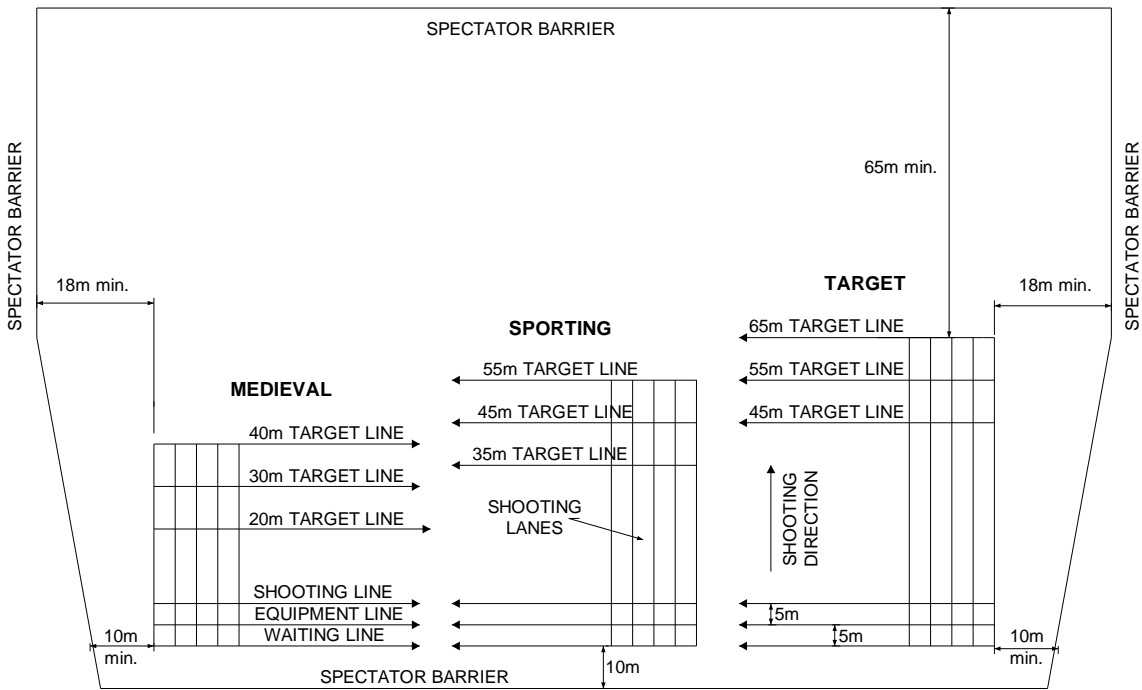 SPECTATOR BARRIER
SPECTATOR BARRIER
SPECTATOR BARRIER
65m min.
18m min.
18m min.
TARGET
65m TARGET LINE
55m TARGET LINE
45m TARGET LINE
SPORTING
55m TARGET LINE
45m TARGET LINE
35m TARGET LINE
MEDIEVAL
40m TARGET LINE
30m TARGET LINE
20m TARGET LINE
SHOOTING
LANES
SHOOTING
DIRECTION
SHOOTING LINE
EQUIPMENT LINE
WAITING LINE
5m
5m
10m
min.
10m
min.
10m
SPECTATOR BARRIER